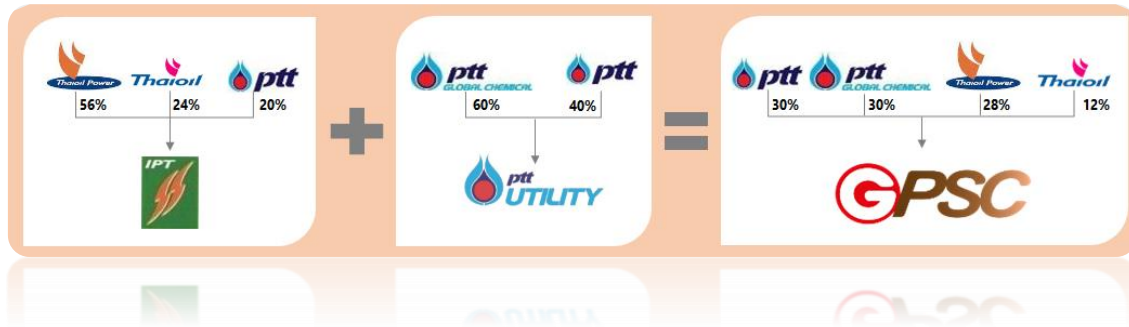 Thaioil Power
Thaioil
ptt
56%
24%
20%
IPT
ptt
GLOBAL CHEMICAL
ptt
60%
40%
ptt
UTILITY
ptt
ptt
GLOBAL CHEMICAL
Thaioil Power
Thaioil
30%
30%
28%
12%
GPSC